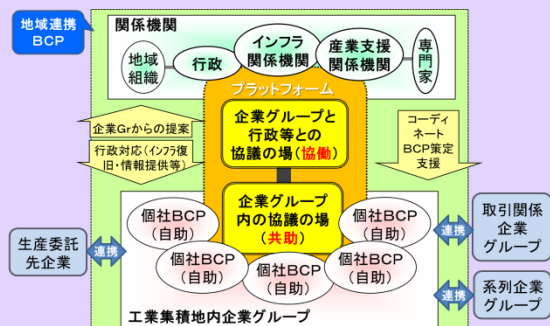 地域連携
BCP
関係機関
地域
組織
行政
インフラ
関係機関
産業支援
関係機関
専
門
家
プラットフォーム
企業グループと
行政等との
協議の場(協働)
企業Grからの提案
行政対応(インフラ復
旧・情報提供等)
コーディ
ネート
BCP策定
支援
企業グループ
内の協議の場
(共助)
個社BCP
(自助)
個社BCP
(自助)
個社BCP
(自助)
個社BCP
(自助)
個社BCP
(自助)
生産委託
先企業
連携
連携
取引関係
企業
グループ
連携
系列企業
グループ
工業集積地内企業グループ